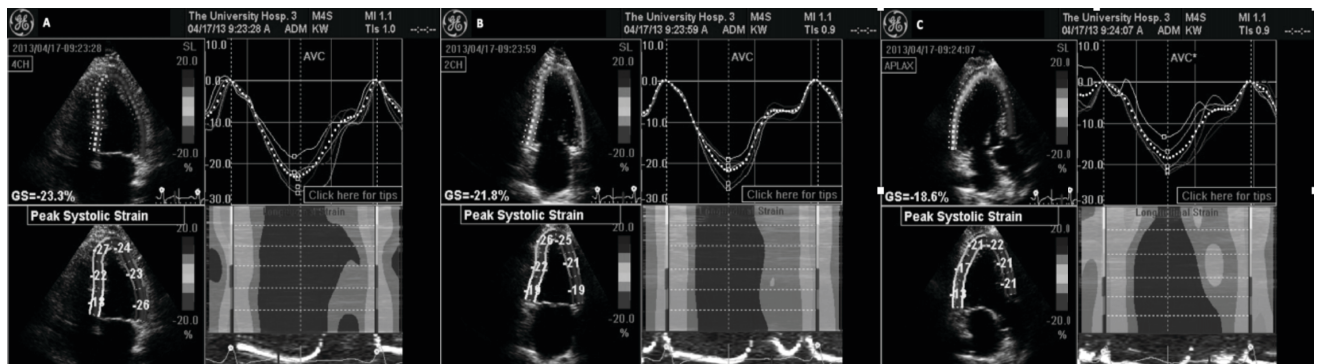 A
The University Hosp. 3 M4S MI 1.1
04/17/13 9:23:28 A ADM KW TIs 1.0
2013/04/17-09:23:28
4CH
SL
20.0
-20.0
%
GS=-23.3%
10.0
0.0
-10.0
-20.0
-30.0
AVC
Click here for tips
Peak Systolic Strain
20.0
-20.0
%
-27 -24
-22 -23
-26
Strain
B
The University Hosp. 3 M4S MI 1.1
04/17/13 9:23:59 A ADM KW TIs 0.9
2013/04/17-09:23:59
2CH
SL
20.0
-20.0
%
GS=-21.8%
10.0
0.0
-10.0
-20.0
-30.0
AVC
Click here for tips
Peak Systolic Strain
20.0
-20.0
%
-26 -25
-22 -21
-19 -19
Strain
C
The University Hosp. 3 M4S MI 1.1
04/17/13 9:24:07 A ADM KW TIs 0.9
2013/04/17-09:24:07
APLAX
SL
20.0
-20.0
%
GS=-18.6%
10.0
0.0
-10.0
-20.0
-30.0
AVC*
Click here for tips
Peak Systolic Strain
20.0
-20.0
%
-21 -22
-17 -21
-13 -21
Longitudinal Strain